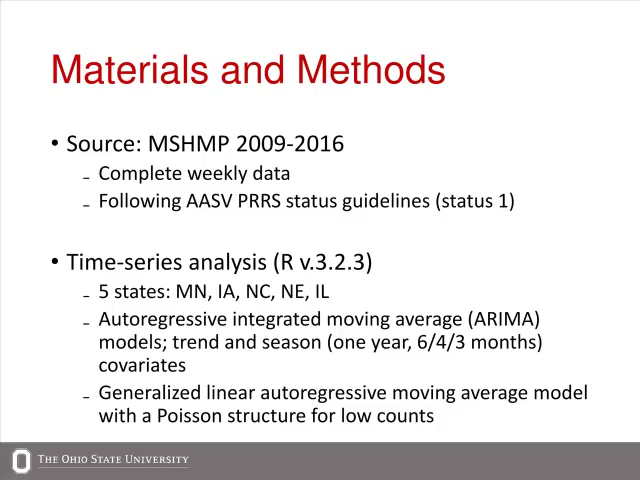 Materials and Methods
• Source: MSHMP 2009-2016
– Complete weekly data
– Following AASV PRRS status guidelines (status 1)
• Time-series analysis (R v.3.2.3)
– 5 states: MN, IA, NC, NE, IL
– Autoregressive integrated moving average (ARIMA)
models; trend and season (one year, 6/4/3 months)
covariates
– Generalized linear autoregressive moving average model
with a Poisson structure for low counts
THE OHIO STATE UNIVERSITY